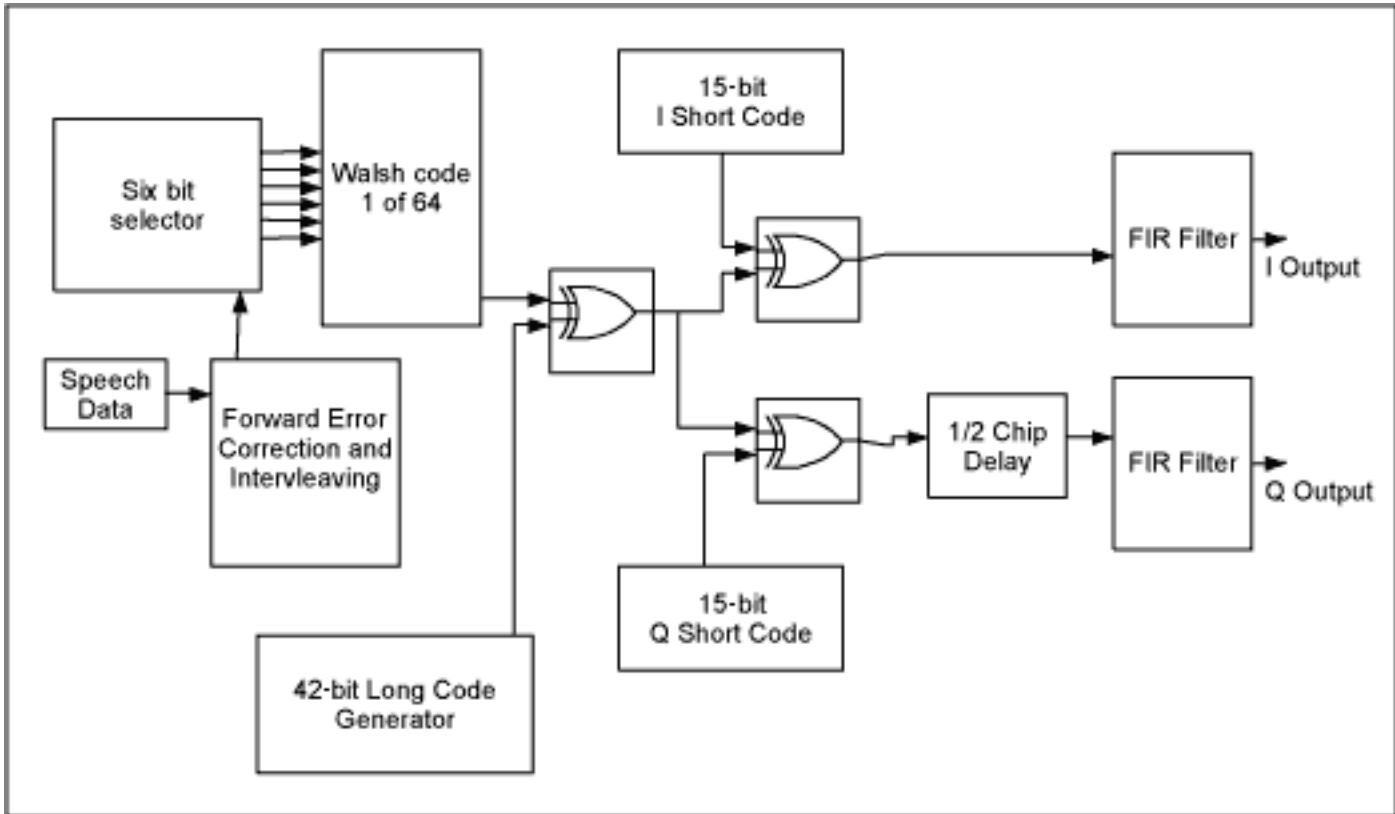 15-bit
I Short Code
Six bit
selector
Walsh code
1 of 64
FIR Filter
I Output
Speech
Data
Forward Error
Correction and
Intervleaving
1/2 Chip
Delay
FIR Filter
Q Output
15-bit
Q Short Code
42-bit Long Code
Generator